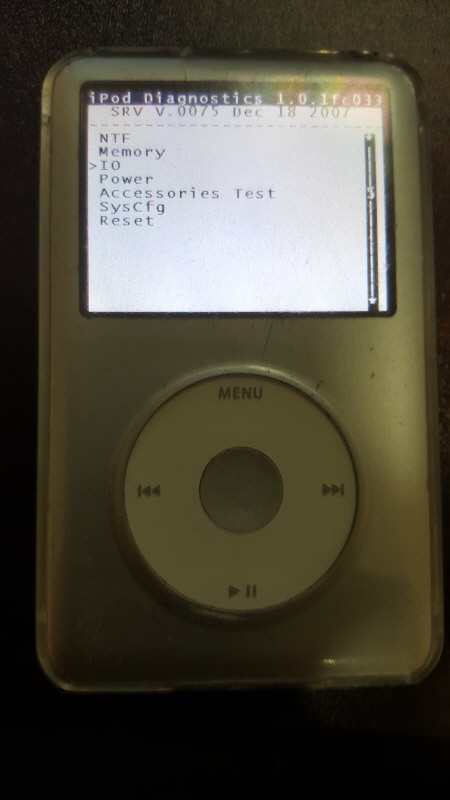 iPod Diagnostics 1.0.1fc033
SRV V.0075 Dec 18 2007
NTF
Memory
>IO
Power
Accessories Test
SysCfg
Reset
MENU